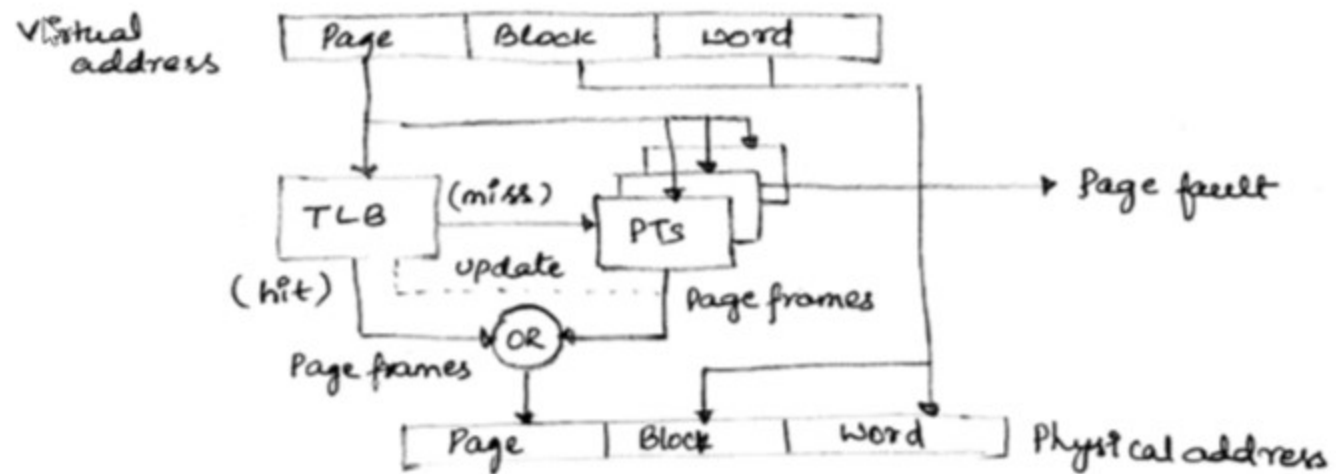 Virtual
address
Page Block word
TLB
(miss)
PTs
Page fault
update
(hit)
Page frames
OR
Page frames
Page Block Word
Physical address